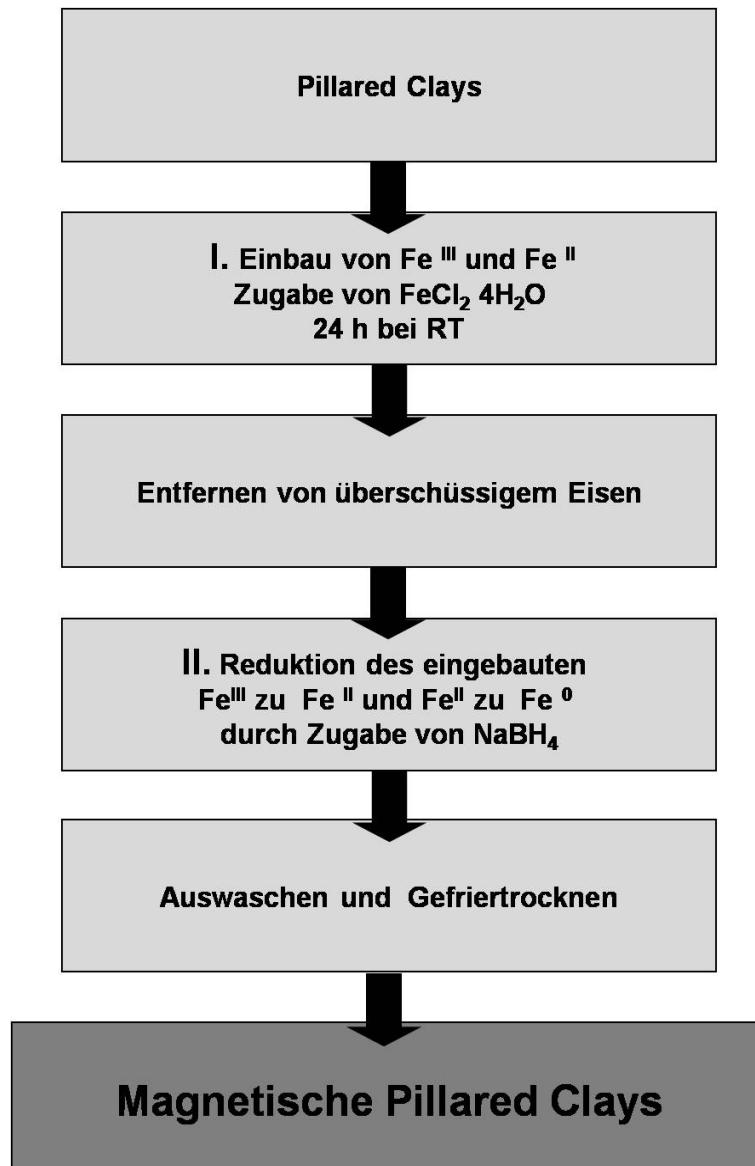 Pillared Clays
I. Einbau von Fe ᴵᴵᴵ und Fe ᴵᴵ
Zugabe von FeCl₂ 4H₂O
24 h bei RT
Entfernen von überschüssigem Eisen
II. Reduktion des eingebauten
Feᴵᴵᴵ zu Fe ᴵᴵ und Feᴵᴵ zu Fe ⁰
durch Zugabe von NaBH₄
Auswaschen und Gefriertrocknen
Magnetische Pillared Clays